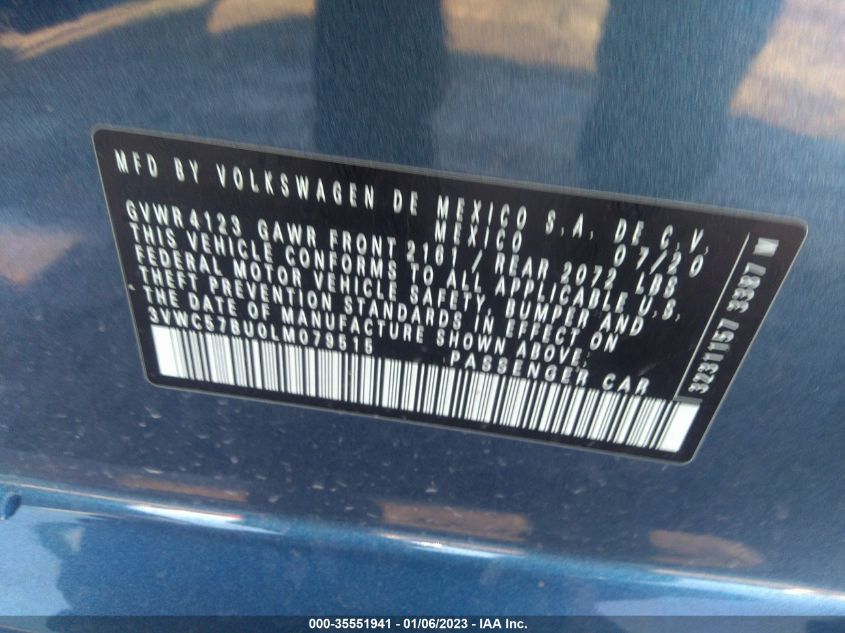 MFD BY VOLKSWAGEN DE MEXICO S.A. DE C.V.
MEXICO 07/20
GVWR 4123 GAWR FRONT 2161 / REAR 2072 LBS
THIS VEHICLE CONFORMS TO ALL APPLICABLE U.S.
FEDERAL MOTOR VEHICLE SAFETY, BUMPER AND
THEFT PREVENTION STANDARDS IN EFFECT ON
THE DATE OF MANUFACTURE SHOWN ABOVE:
3VWC57BU0LM079515 PASSENGER CAR
3231157 3387 M
000-35551941 - 01/06/2023 - IAA Inc.